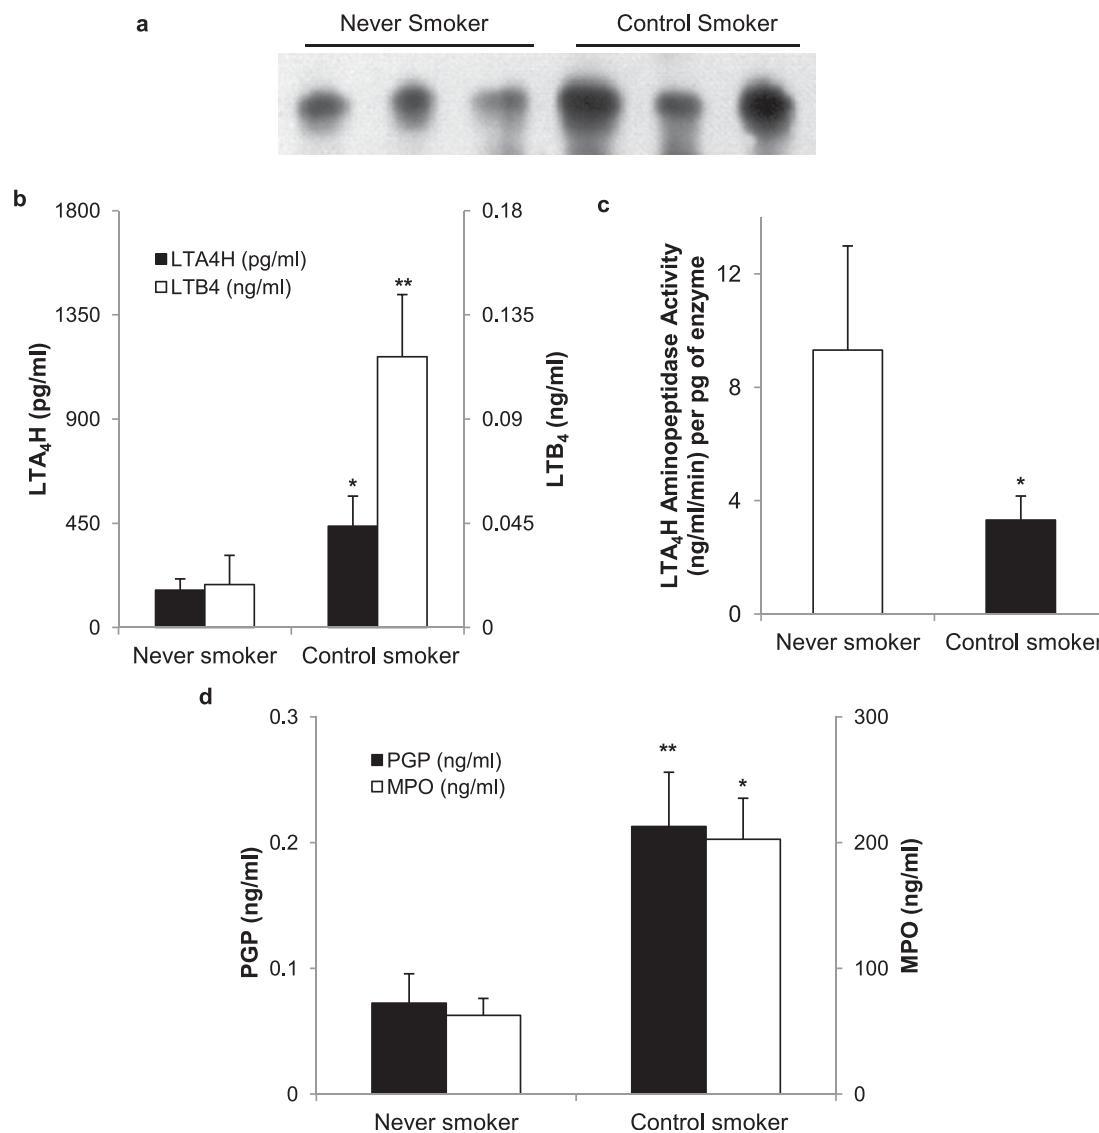 a
Never Smoker
Control Smoker
b
1800
1350
900
450
0
LTA4H (pg/ml)
LTA4H (pg/ml)
LTB4 (ng/ml)
**
*
0.18
0.135
0.09
0.045
0
LTB4 (ng/ml)
Never smoker
Control smoker
c
LTA4H Aminopeptidase Activity
(ng/ml/min) per pg of enzyme
12
8
4
0
*
Never smoker
Control smoker
d
0.3
0.2
0.1
0
PGP (ng/ml)
PGP (ng/ml)
MPO (ng/ml)
**
*
300
200
100
0
MPO (ng/ml)
Never smoker
Control smoker